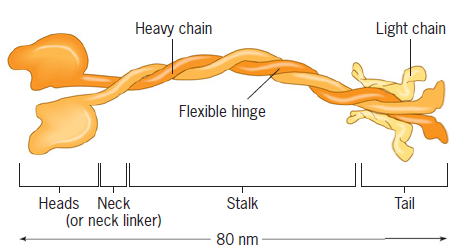 Heavy chain
Light chain
Flexible hinge
Heads
Neck
(or neck linker)
Stalk
Tail
80 nm